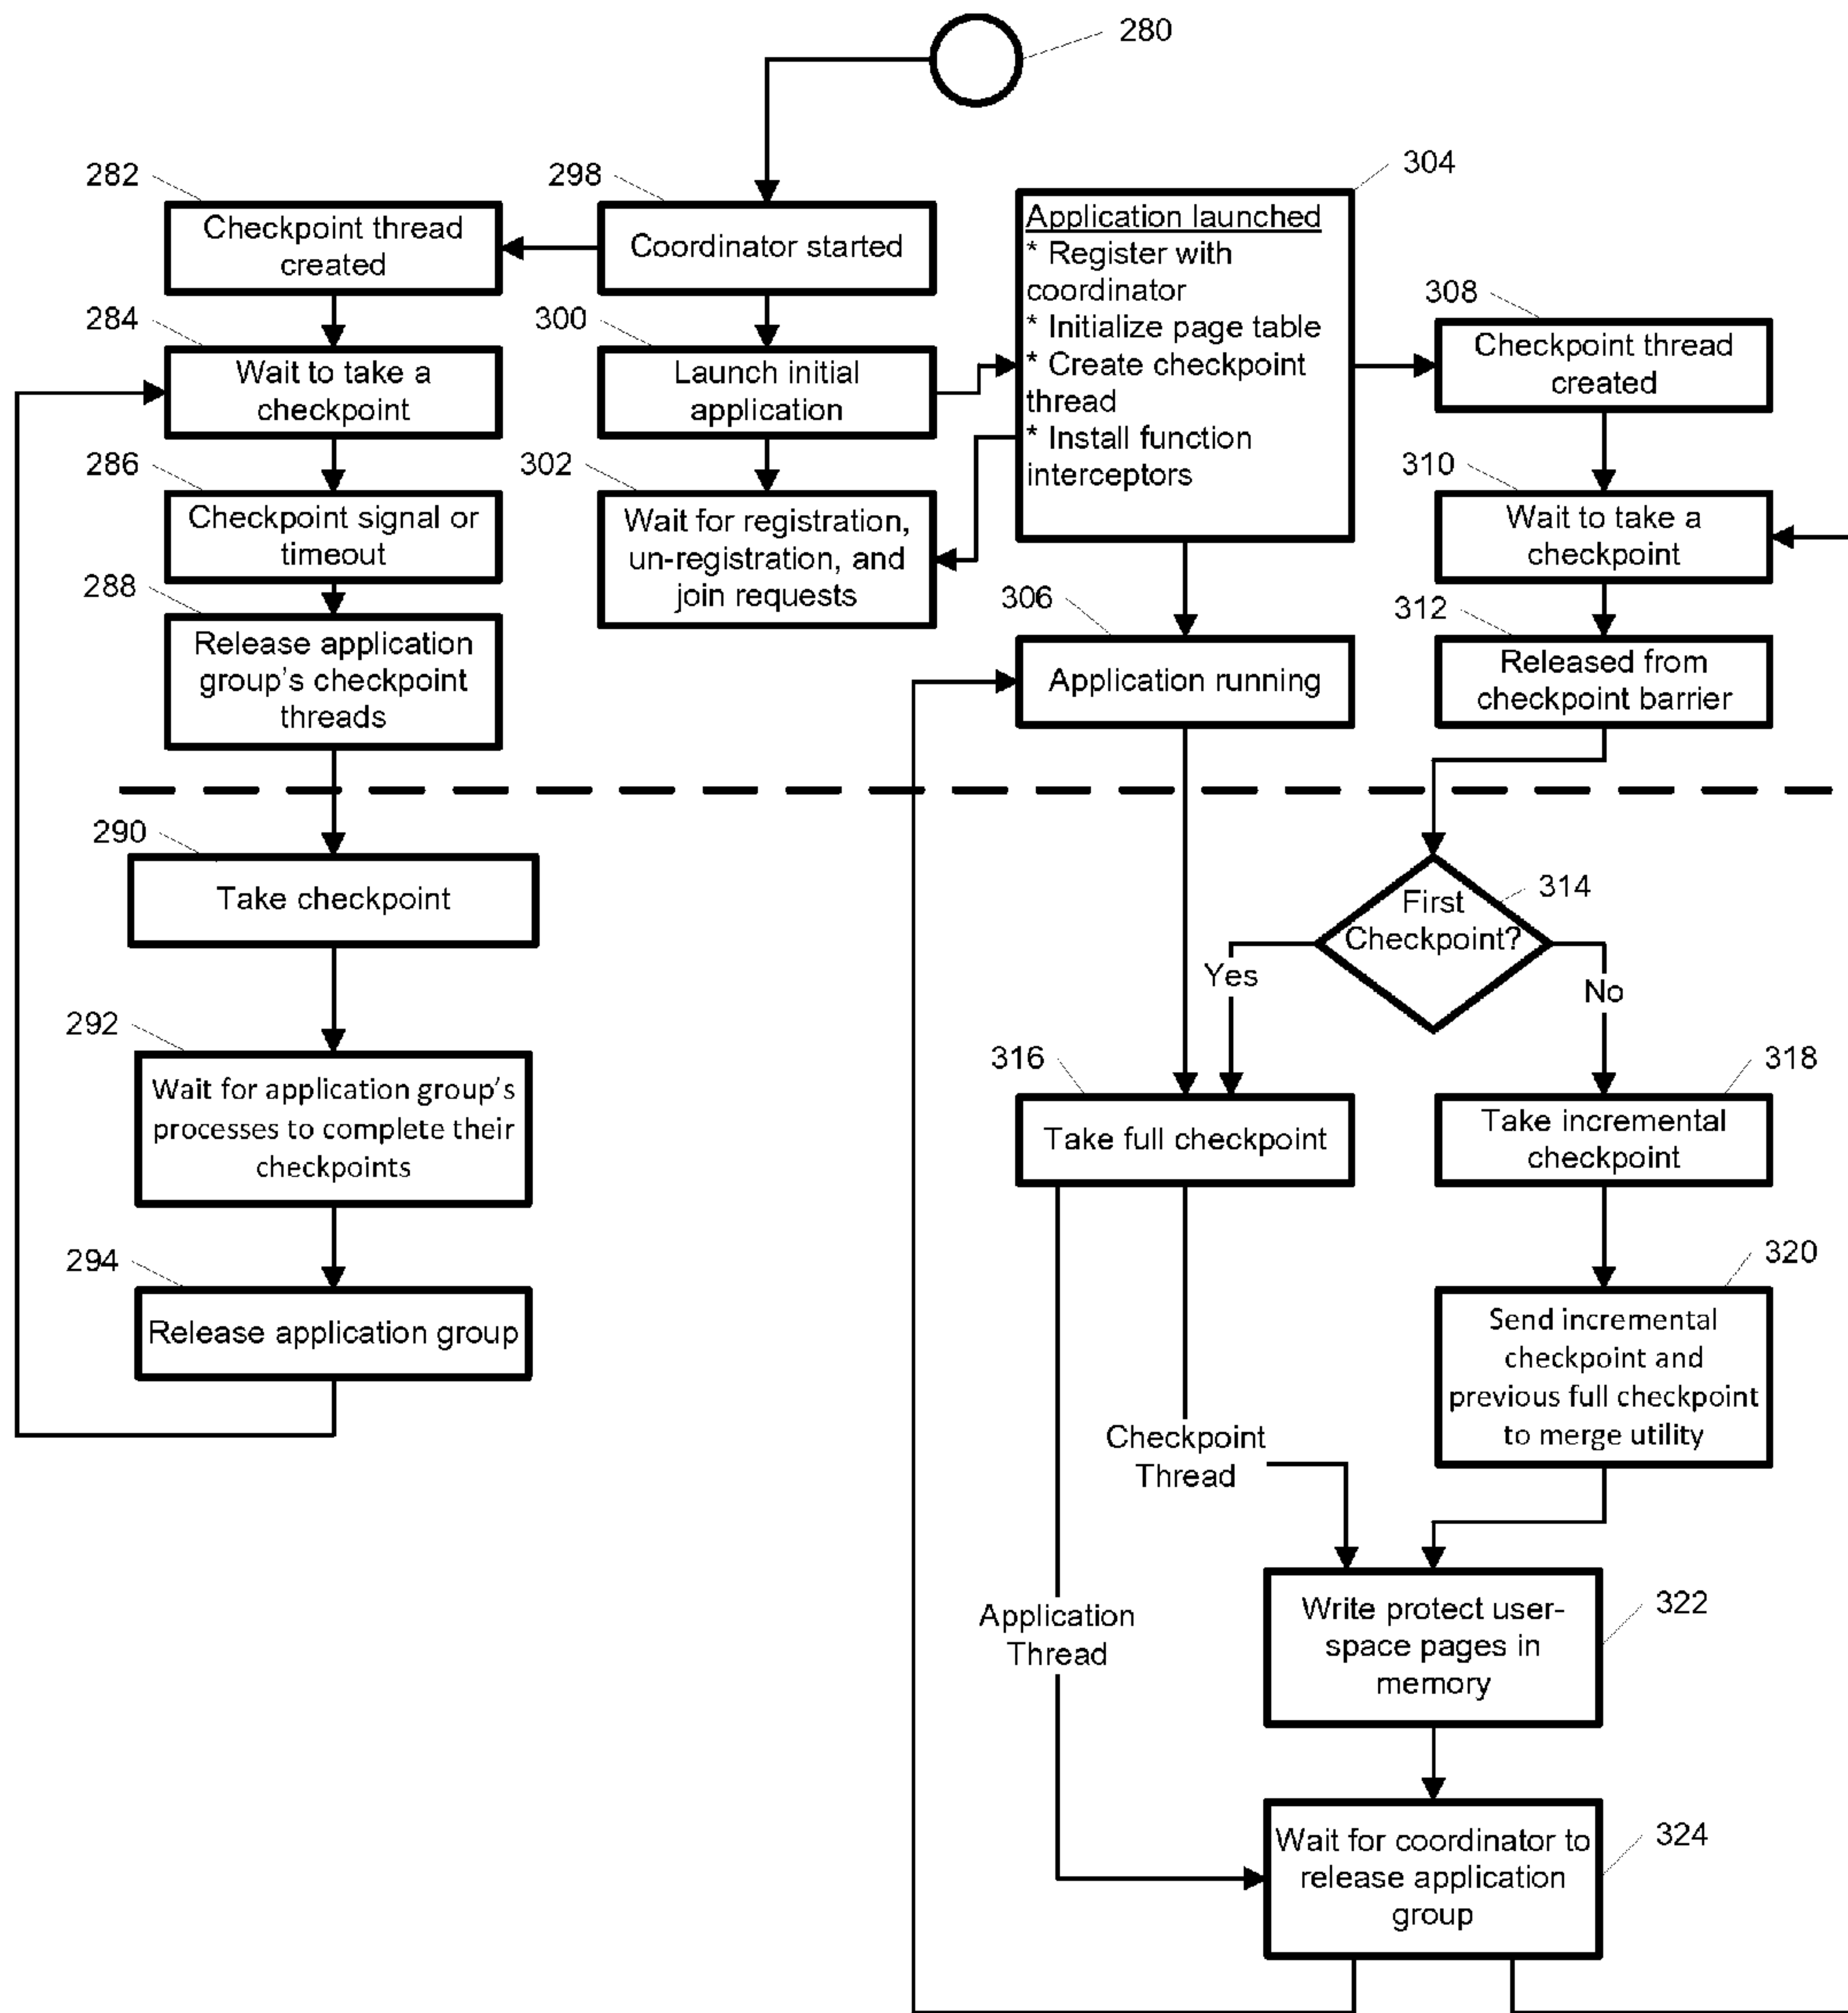 280
282
298
304
Checkpoint thread
created
Coordinator started
Application launched
* Register with
coordinator
* Initialize page table
* Create checkpoint
thread
* Install function
interceptors
308
Checkpoint thread
created
284
Wait to take a
checkpoint
300
Launch initial
application
286
Checkpoint signal or
timeout
302
Wait for registration,
un-registration, and
join requests
310
Wait to take a
checkpoint
288
Release application
group's checkpoint
threads
306
Application running
312
Released from
checkpoint barrier
290
Take checkpoint
314
First
Checkpoint?
Yes
No
292
Wait for application group's
processes to complete their
checkpoints
316
Take full checkpoint
318
Take incremental
checkpoint
294
Release application group
320
Send incremental
checkpoint and
previous full checkpoint
to merge utility
Checkpoint
Thread
Application
Thread
322
Write protect user-
space pages in
memory
324
Wait for coordinator to
release application
group